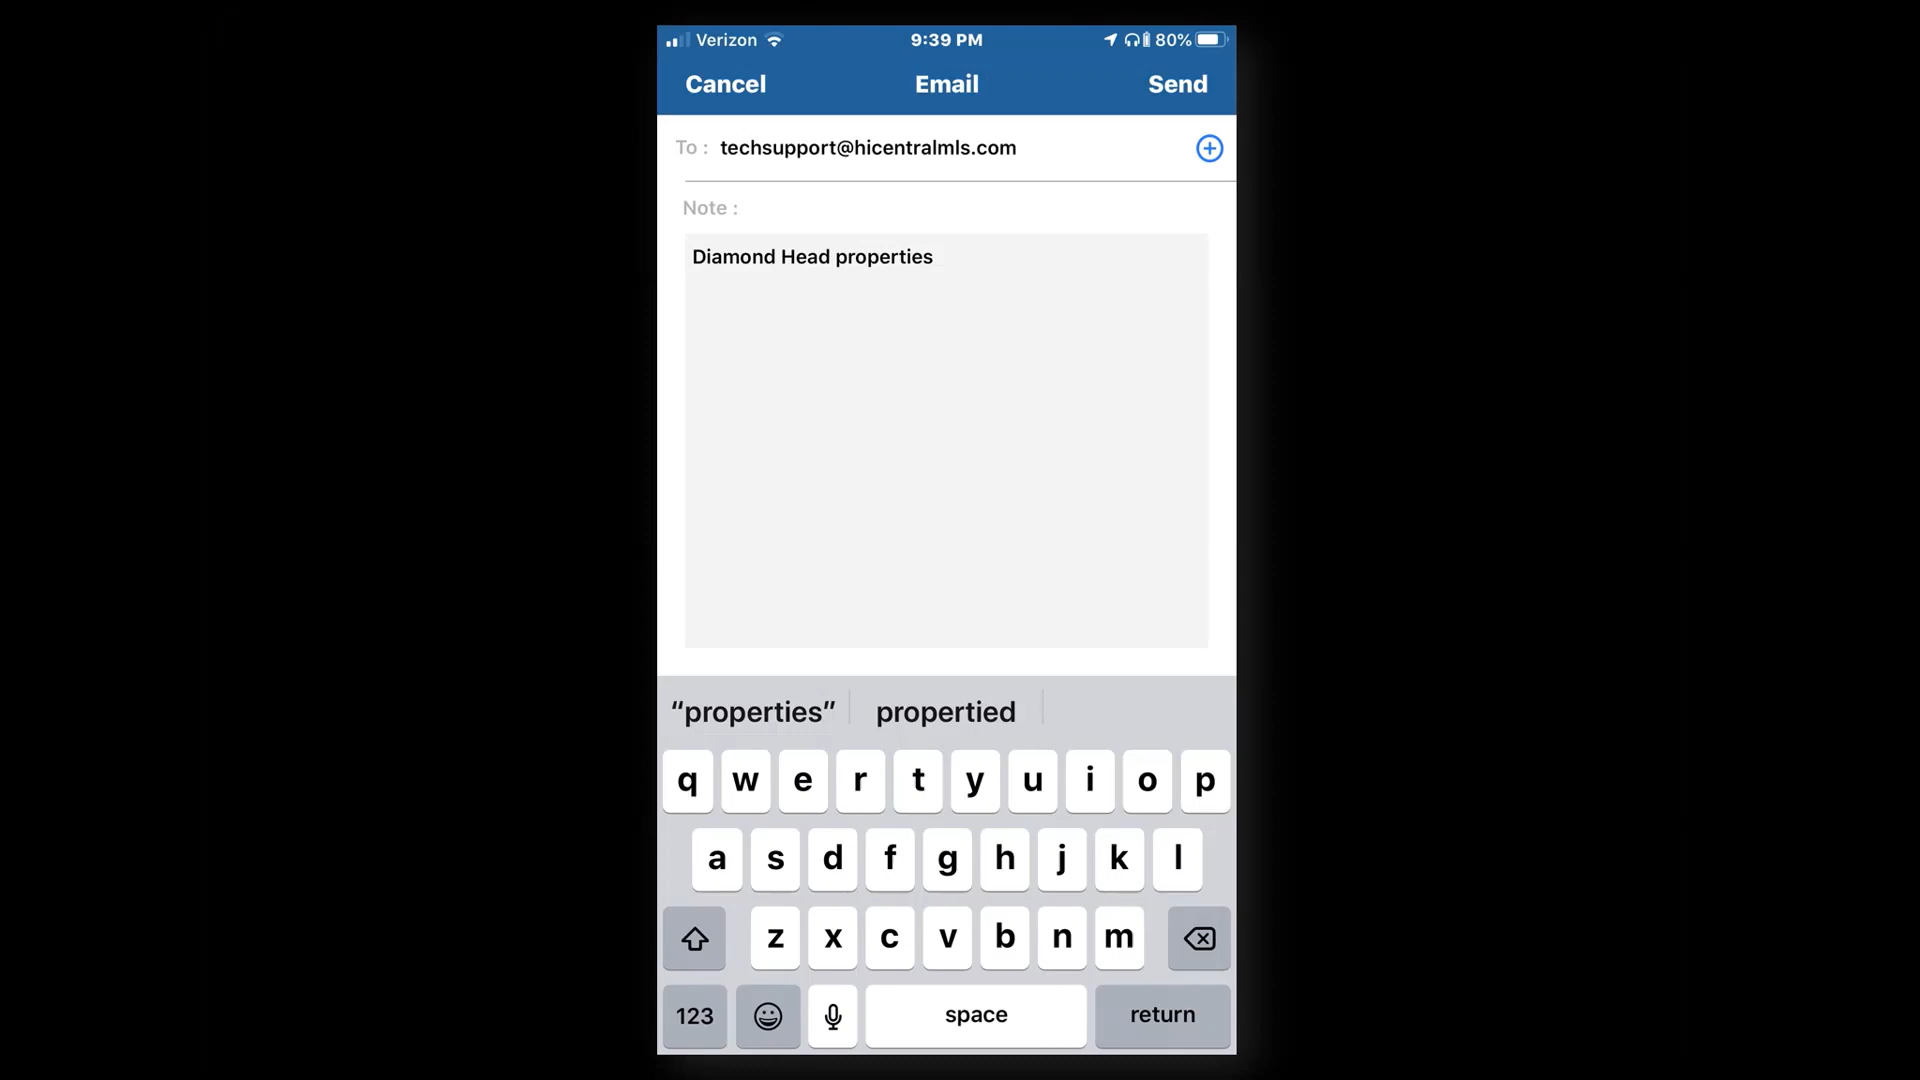 Verizon 9:39 PM 80%
Cancel Email Send
To : techsupport@hicentralmls.com
Note :
Diamond Head properties
“properties” propertied
q w e r t y u i o p
a s d f g h j k l
z x c v b n m
123 space return